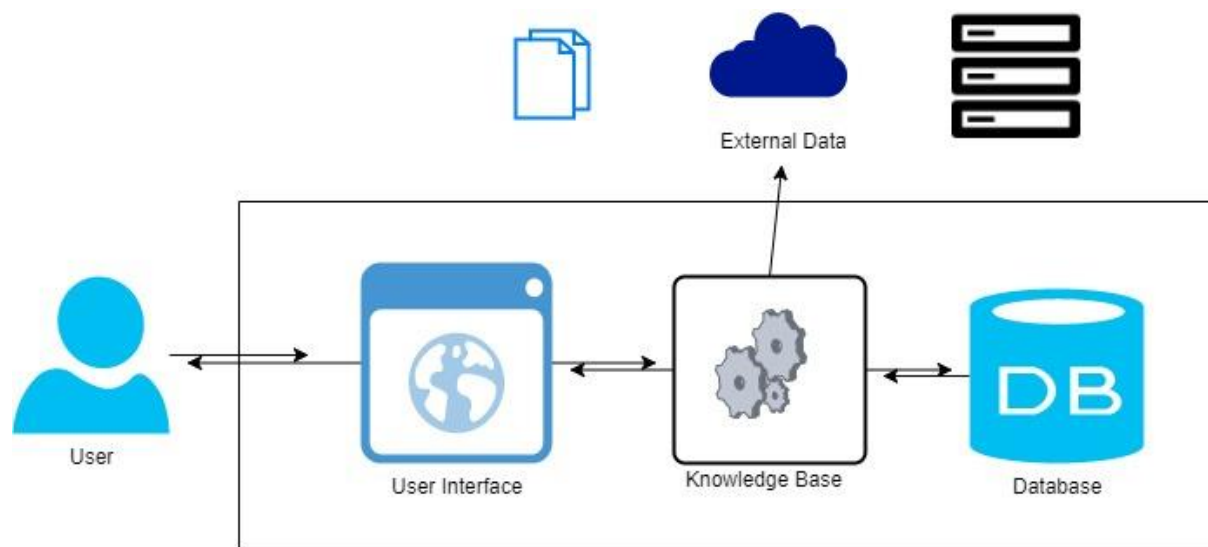 External Data
DB
User
User Interface
Knowledge Base
Database